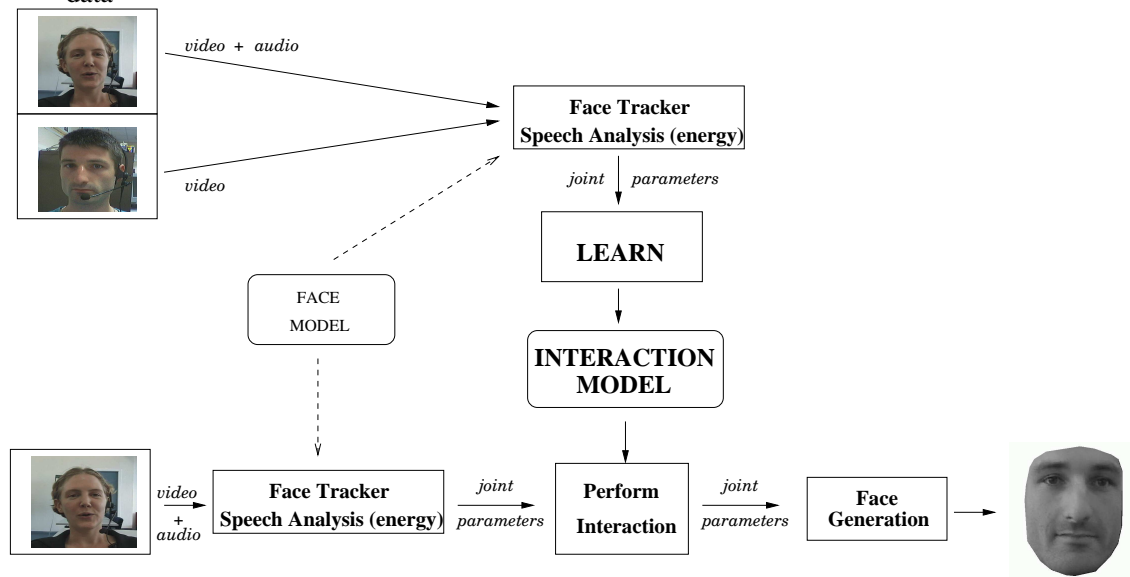 video + audio
Face Tracker
Speech Analysis (energy)
video
joint parameters
LEARN
FACE
MODEL
INTERACTION
MODEL
video
+
audio
Face Tracker
Speech Analysis (energy)
joint
parameters
Perform
Interaction
joint
parameters
Face
Generation